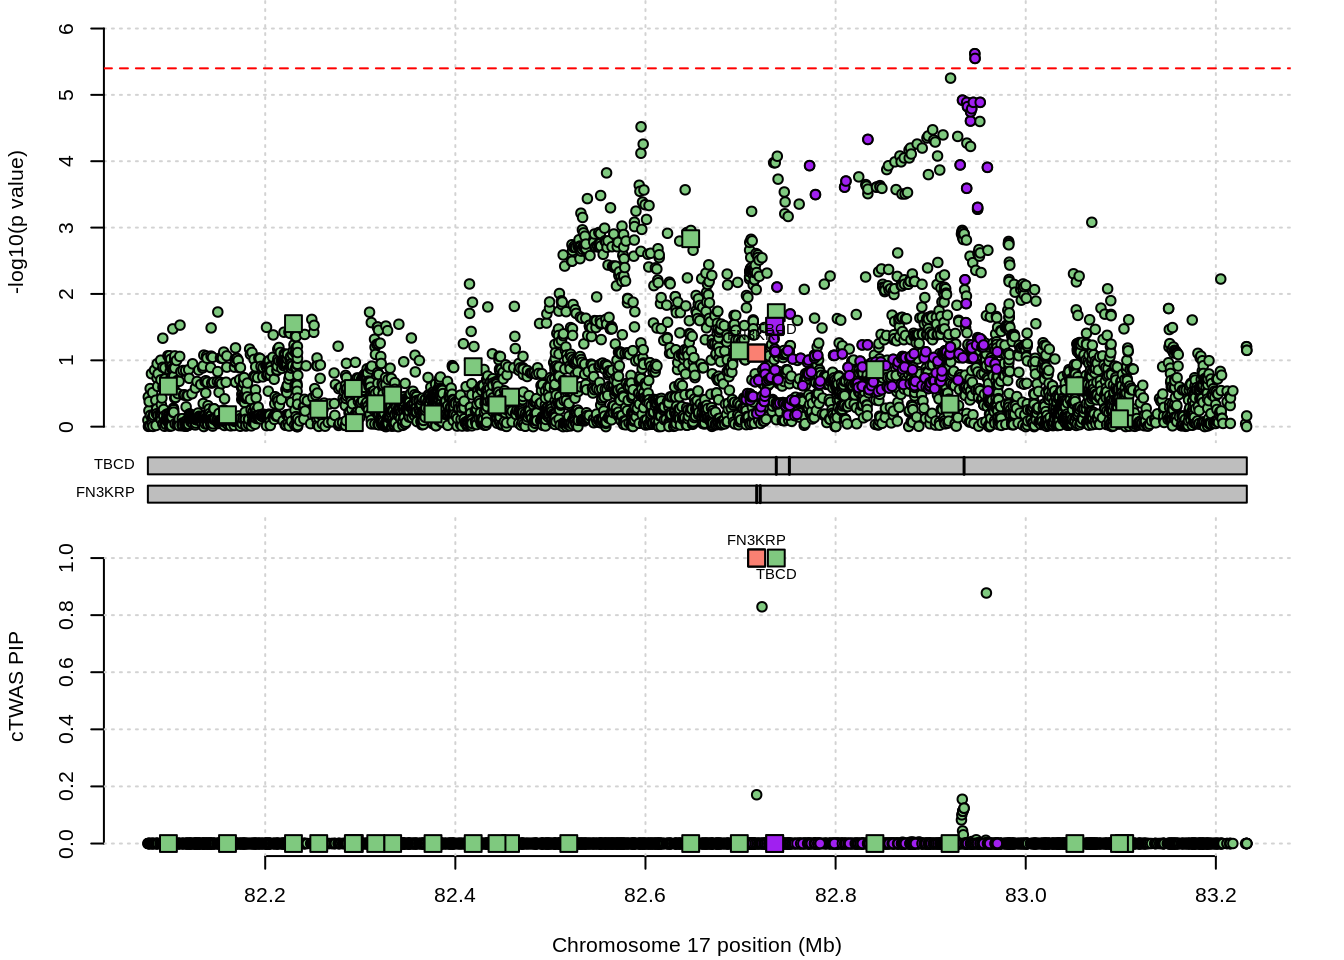 6
5
4
3
2
1
0
-log10(p value)
TBCD
TBCD
FN3KRP
FN3KRP
TBCD
1.0
0.8
0.6
0.4
0.2
0.0
cTWAS PIP
82.2 82.4 82.6 82.8 83.0 83.2
Chromosome 17 position (Mb)